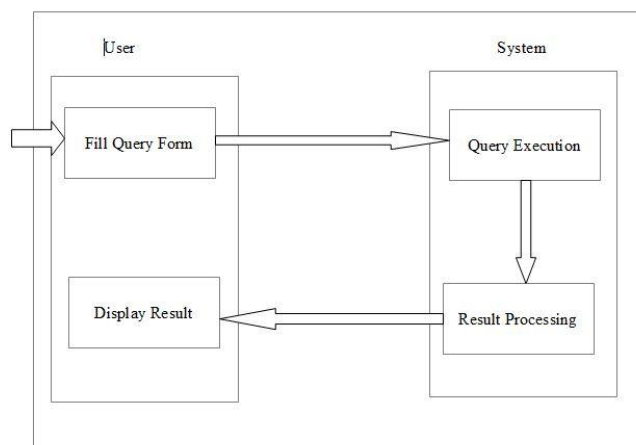 User
System
Fill Query Form
Query Execution
Display Result
Result Processing